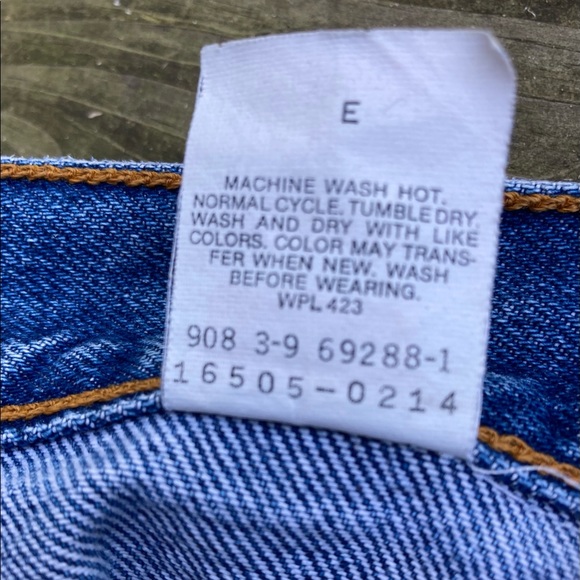 E
MACHINE WASH HOT.
NORMAL CYCLE. TUMBLE DRY
WASH AND DRY WITH LIKE
COLORS. COLOR MAY TRANS-
FER WHEN NEW. WASH
BEFORE WEARING.
WPL 423
908 3-9 69288-1
16505-0214